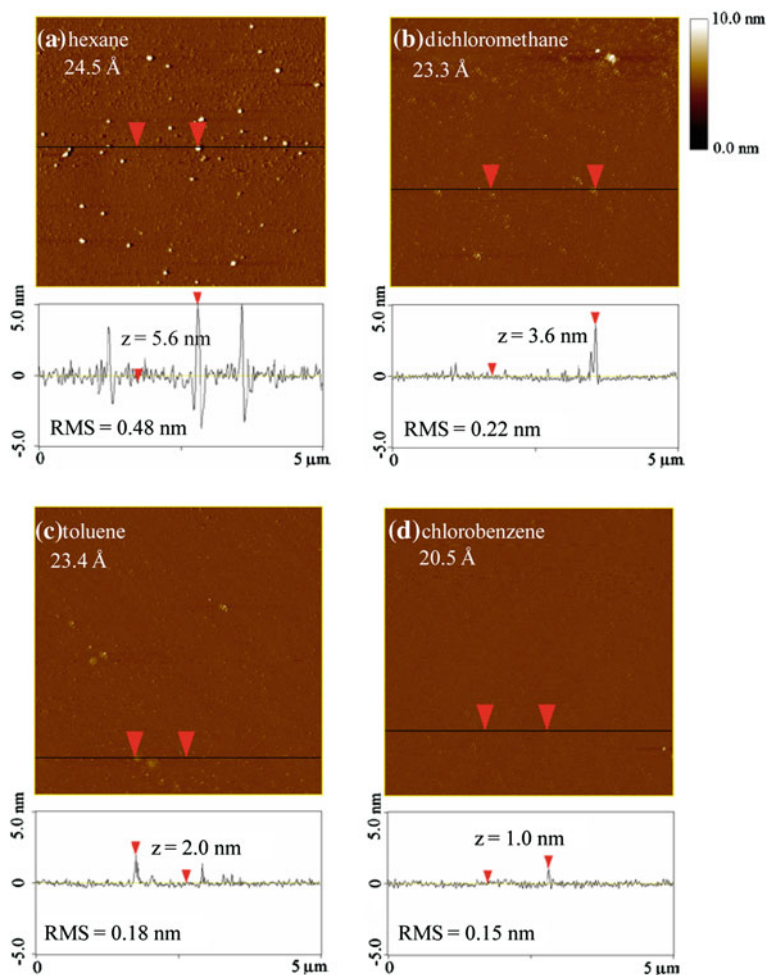 (a) hexane
24.5 Å
(b) dichloromethane
23.3 Å
10.0 nm
0.0 nm
5.0 nm
0
-5.0
z = 5.6 nm
RMS = 0.48 nm
0
5 μm
5.0 nm
0
-5.0
z = 3.6 nm
RMS = 0.22 nm
0
5 μm
(c) toluene
23.4 Å
(d) chlorobenzene
20.5 Å
5.0 nm
0
-5.0
z = 2.0 nm
RMS = 0.18 nm
0
5 μm
5.0 nm
0
-5.0
z = 1.0 nm
RMS = 0.15 nm
0
5 μm